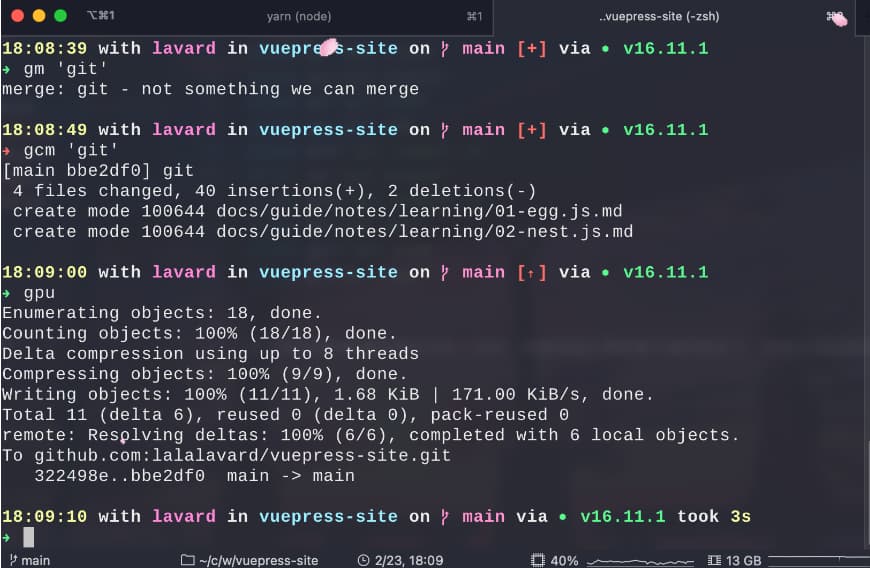 ⌥⌘1 yarn (node) ⌘1 ..vuepress-site (-zsh)
18:08:39 with lavard in vuepress-site on main [+] via • v16.11.1
➜ gm 'git'
merge: git - not something we can merge
18:08:49 with lavard in vuepress-site on main [+] via • v16.11.1
➜ gcm 'git'
[main bbe2df0] git
4 files changed, 40 insertions(+), 2 deletions(-)
create mode 100644 docs/guide/notes/learning/01-egg.js.md
create mode 100644 docs/guide/notes/learning/02-nest.js.md
18:09:00 with lavard in vuepress-site on main [↑] via • v16.11.1
➜ gpu
Enumerating objects: 18, done.
Counting objects: 100% (18/18), done.
Delta compression using up to 8 threads
Compressing objects: 100% (9/9), done.
Writing objects: 100% (11/11), 1.68 KiB | 171.00 KiB/s, done.
Total 11 (delta 6), reused 0 (delta 0), pack-reused 0
remote: Resolving deltas: 100% (6/6), completed with 6 local objects.
To github.com:lalalavard/vuepress-site.git
322498e..bbe2df0 main -> main
18:09:10 with lavard in vuepress-site on main via • v16.11.1 took 3s
➜
main ~/c/w/vuepress-site 2/23, 18:09 40% 13 GB